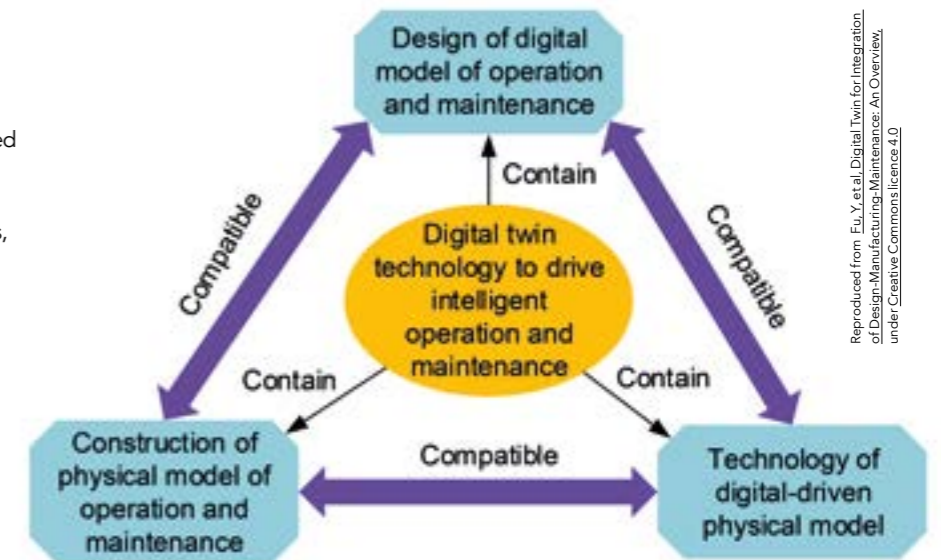 Design of digital
model of operation
and maintenance
ed
s,
Compatible
Contain
Compatible
Digital twin
technology to drive
intelligent
operation and
maintenance
Contain
Contain
Construction of
physical model of
operation and
maintenance
Compatible
Technology of
digital-driven
physical model
Reproduced from Fu, Y, et al, Digital Twin for Integration
of Design-Manufacturing-Maintenance: An Overview,
under Creative Commons licence 4.0